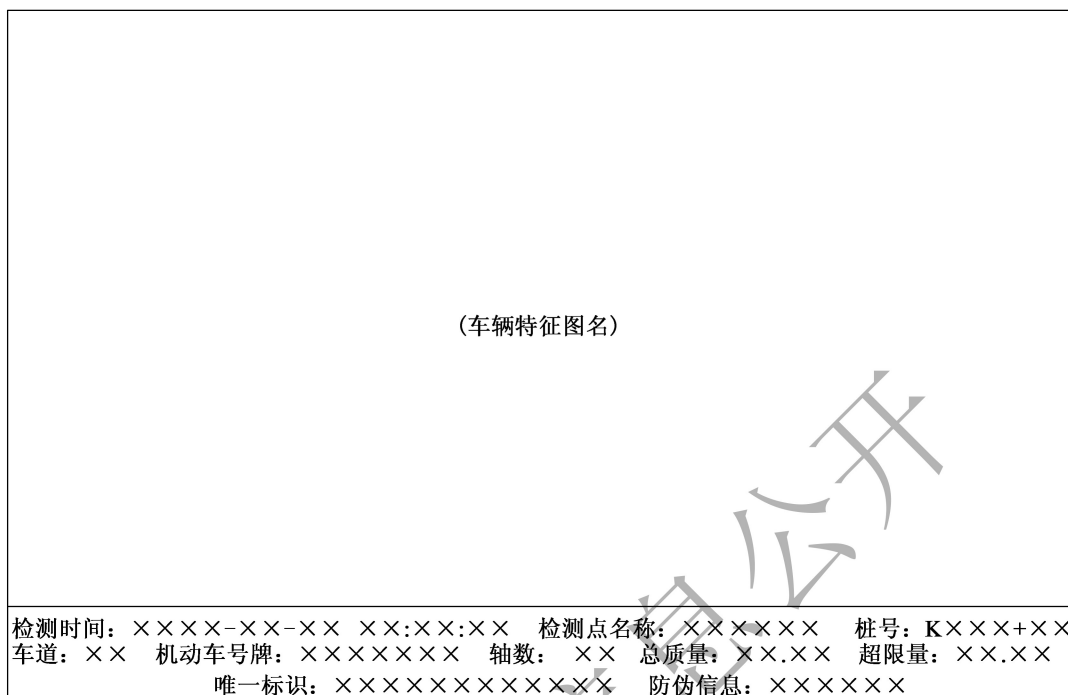 (车辆特征图名)
检测时间：××××-××-×× ××:××:×× 检测点名称：×××××× 桩号：K×××+××
车道：×× 机动车号牌：××××××× 轴数： ×× 总质量：××.×× 超限量：××.××
唯一标识：×××××××××××× 防伪信息：××××××
息公开